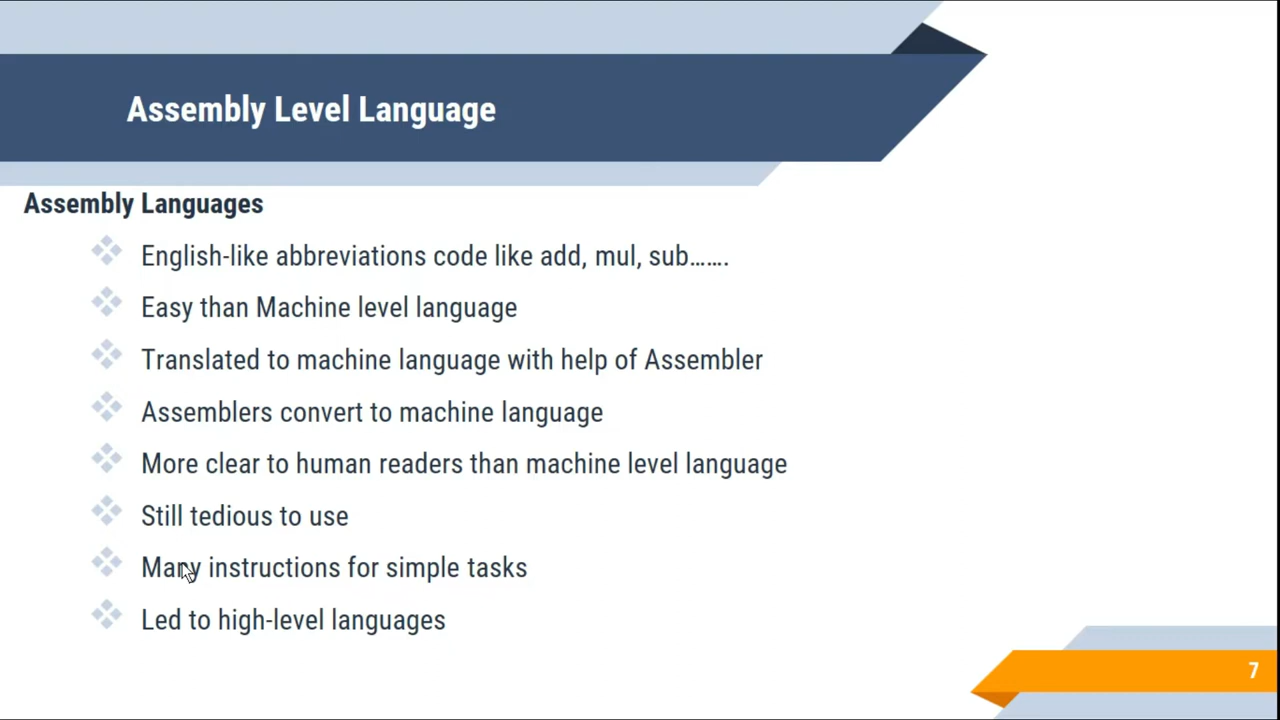 Assembly Level Language
Assembly Languages
English-like abbreviations code like add, mul, sub…….
Easy than Machine level language
Translated to machine language with help of Assembler
Assemblers convert to machine language
More clear to human readers than machine level language
Still tedious to use
Many instructions for simple tasks
Led to high-level languages
7